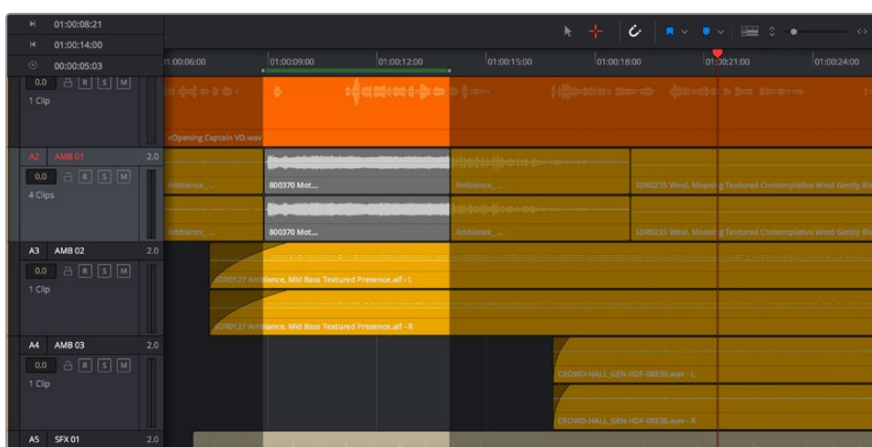 01:00:08:21
01:00:14:00
00:00:05:03
01:00:06:00 01:00:09:00 01:00:12:00 01:00:15:00 01:00:18:00 01:00:21:00 01:00:24:00
0.0 R S M
1 Clip
Opening Captain VO.wav
A2 AMB 01 2.0
0.0 R S M
4 Clips
Ambience_ ... 800370 Mot... Ambience_ ... SDR0235 Wind, Moaning Textured Contemplative Wind Gently
Ambience_ ... 800370 Mot... Ambience_ ... SDR0235 Wind, Moaning Textured Contemplative Wind Gently
A3 AMB 02 2.0
0.0 R S M
1 Clip
SDR0127 Ambiance, Mid Bass Textured Presence.aif - L
SDR0127 Ambiance, Mid Bass Textured Presence.aif - R
A4 AMB 03 2.0
0.0 R S M
1 Clip
CROWD-HALL_GEN-HDF-08836.wav - L
CROWD-HALL_GEN-HDF-08836.wav - R
A5 SFX 01 2.0